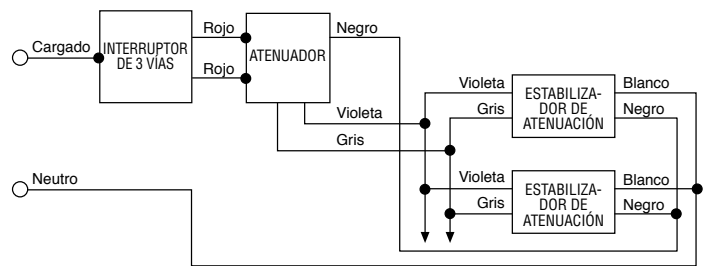 Cargado
INTERRUPTOR
DE 3 VÍAS
Rojo
Rojo
ATENUADOR
Negro
Violeta
Gris
Violeta
Gris
ESTABILIZA-
DOR DE
ATENUACIÓN
Blanco
Negro
Neutro
Violeta
Gris
ESTABILIZA-
DOR DE
ATENUACIÓN
Blanco
Negro